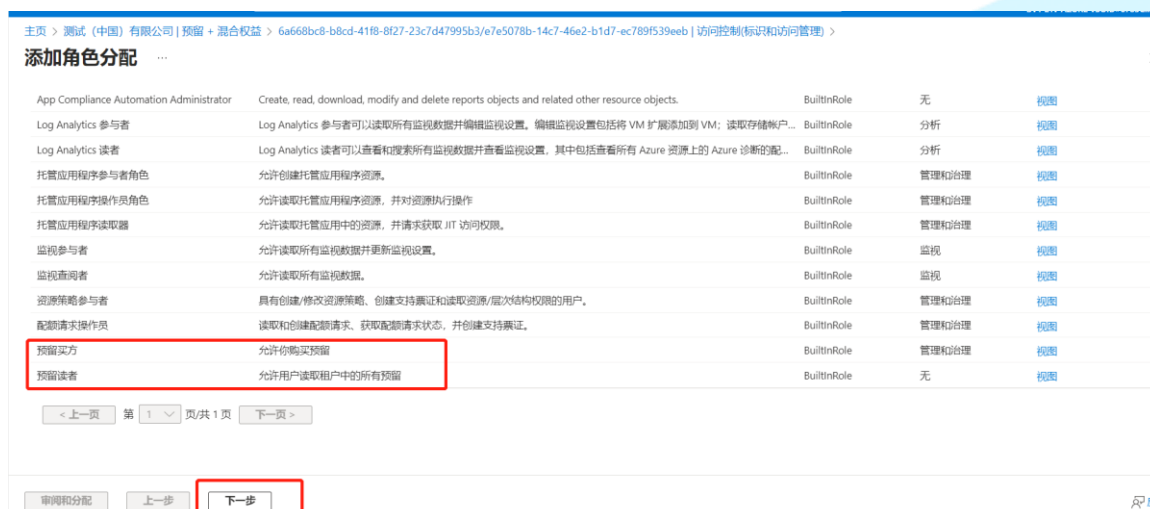 主页 > 测试（中国）有限公司 | 预留 + 混合权益 > 6a668bc8-b8cd-41f8-8f27-23c7d47995b3/e7e5078b-14c7-46e2-b1d7-ec789f539eeb | 访问控制(标识和访问管理) >
添加角色分配 ...
App Compliance Automation Administrator Create, read, download, modify and delete reports objects and related other resource objects. BuiltInRole 无 视图
Log Analytics 参与者 Log Analytics 参与者可以读取所有监视数据并编辑监视设置。编辑监视设置包括将 VM 扩展添加到 VM；读取存储帐户... BuiltInRole 分析 视图
Log Analytics 读者 Log Analytics 读者可以查看和搜索所有监视数据并查看监视设置，其中包括查看所有 Azure 资源上的 Azure 诊断的配... BuiltInRole 分析 视图
托管应用程序参与者角色 允许创建托管应用程序资源。 BuiltInRole 管理和治理 视图
托管应用程序操作员角色 允许读取托管应用程序资源，并对资源执行操作 BuiltInRole 管理和治理 视图
托管应用程序读取器 允许读取托管应用中的资源，并请求获取 JIT 访问权限。 BuiltInRole 管理和治理 视图
监视参与者 允许读取所有监视数据并更新监视设置。 BuiltInRole 监视 视图
监视查阅者 允许读取所有监视数据。 BuiltInRole 监视 视图
资源策略参与者 具有创建/修改资源策略、创建支持票证和读取资源/层次结构权限的用户。 BuiltInRole 管理和治理 视图
配额请求操作员 读取和创建配额请求、获取配额请求状态，并创建支持票证。 BuiltInRole 管理和治理 视图
预留买方 允许你购买预留 BuiltInRole 管理和治理 视图
预留读者 允许用户读取租户中的所有预留 BuiltInRole 无 视图
< 上一页 第 1 页/共 1 页 下一页 >
审阅和分配 上一步 下一步